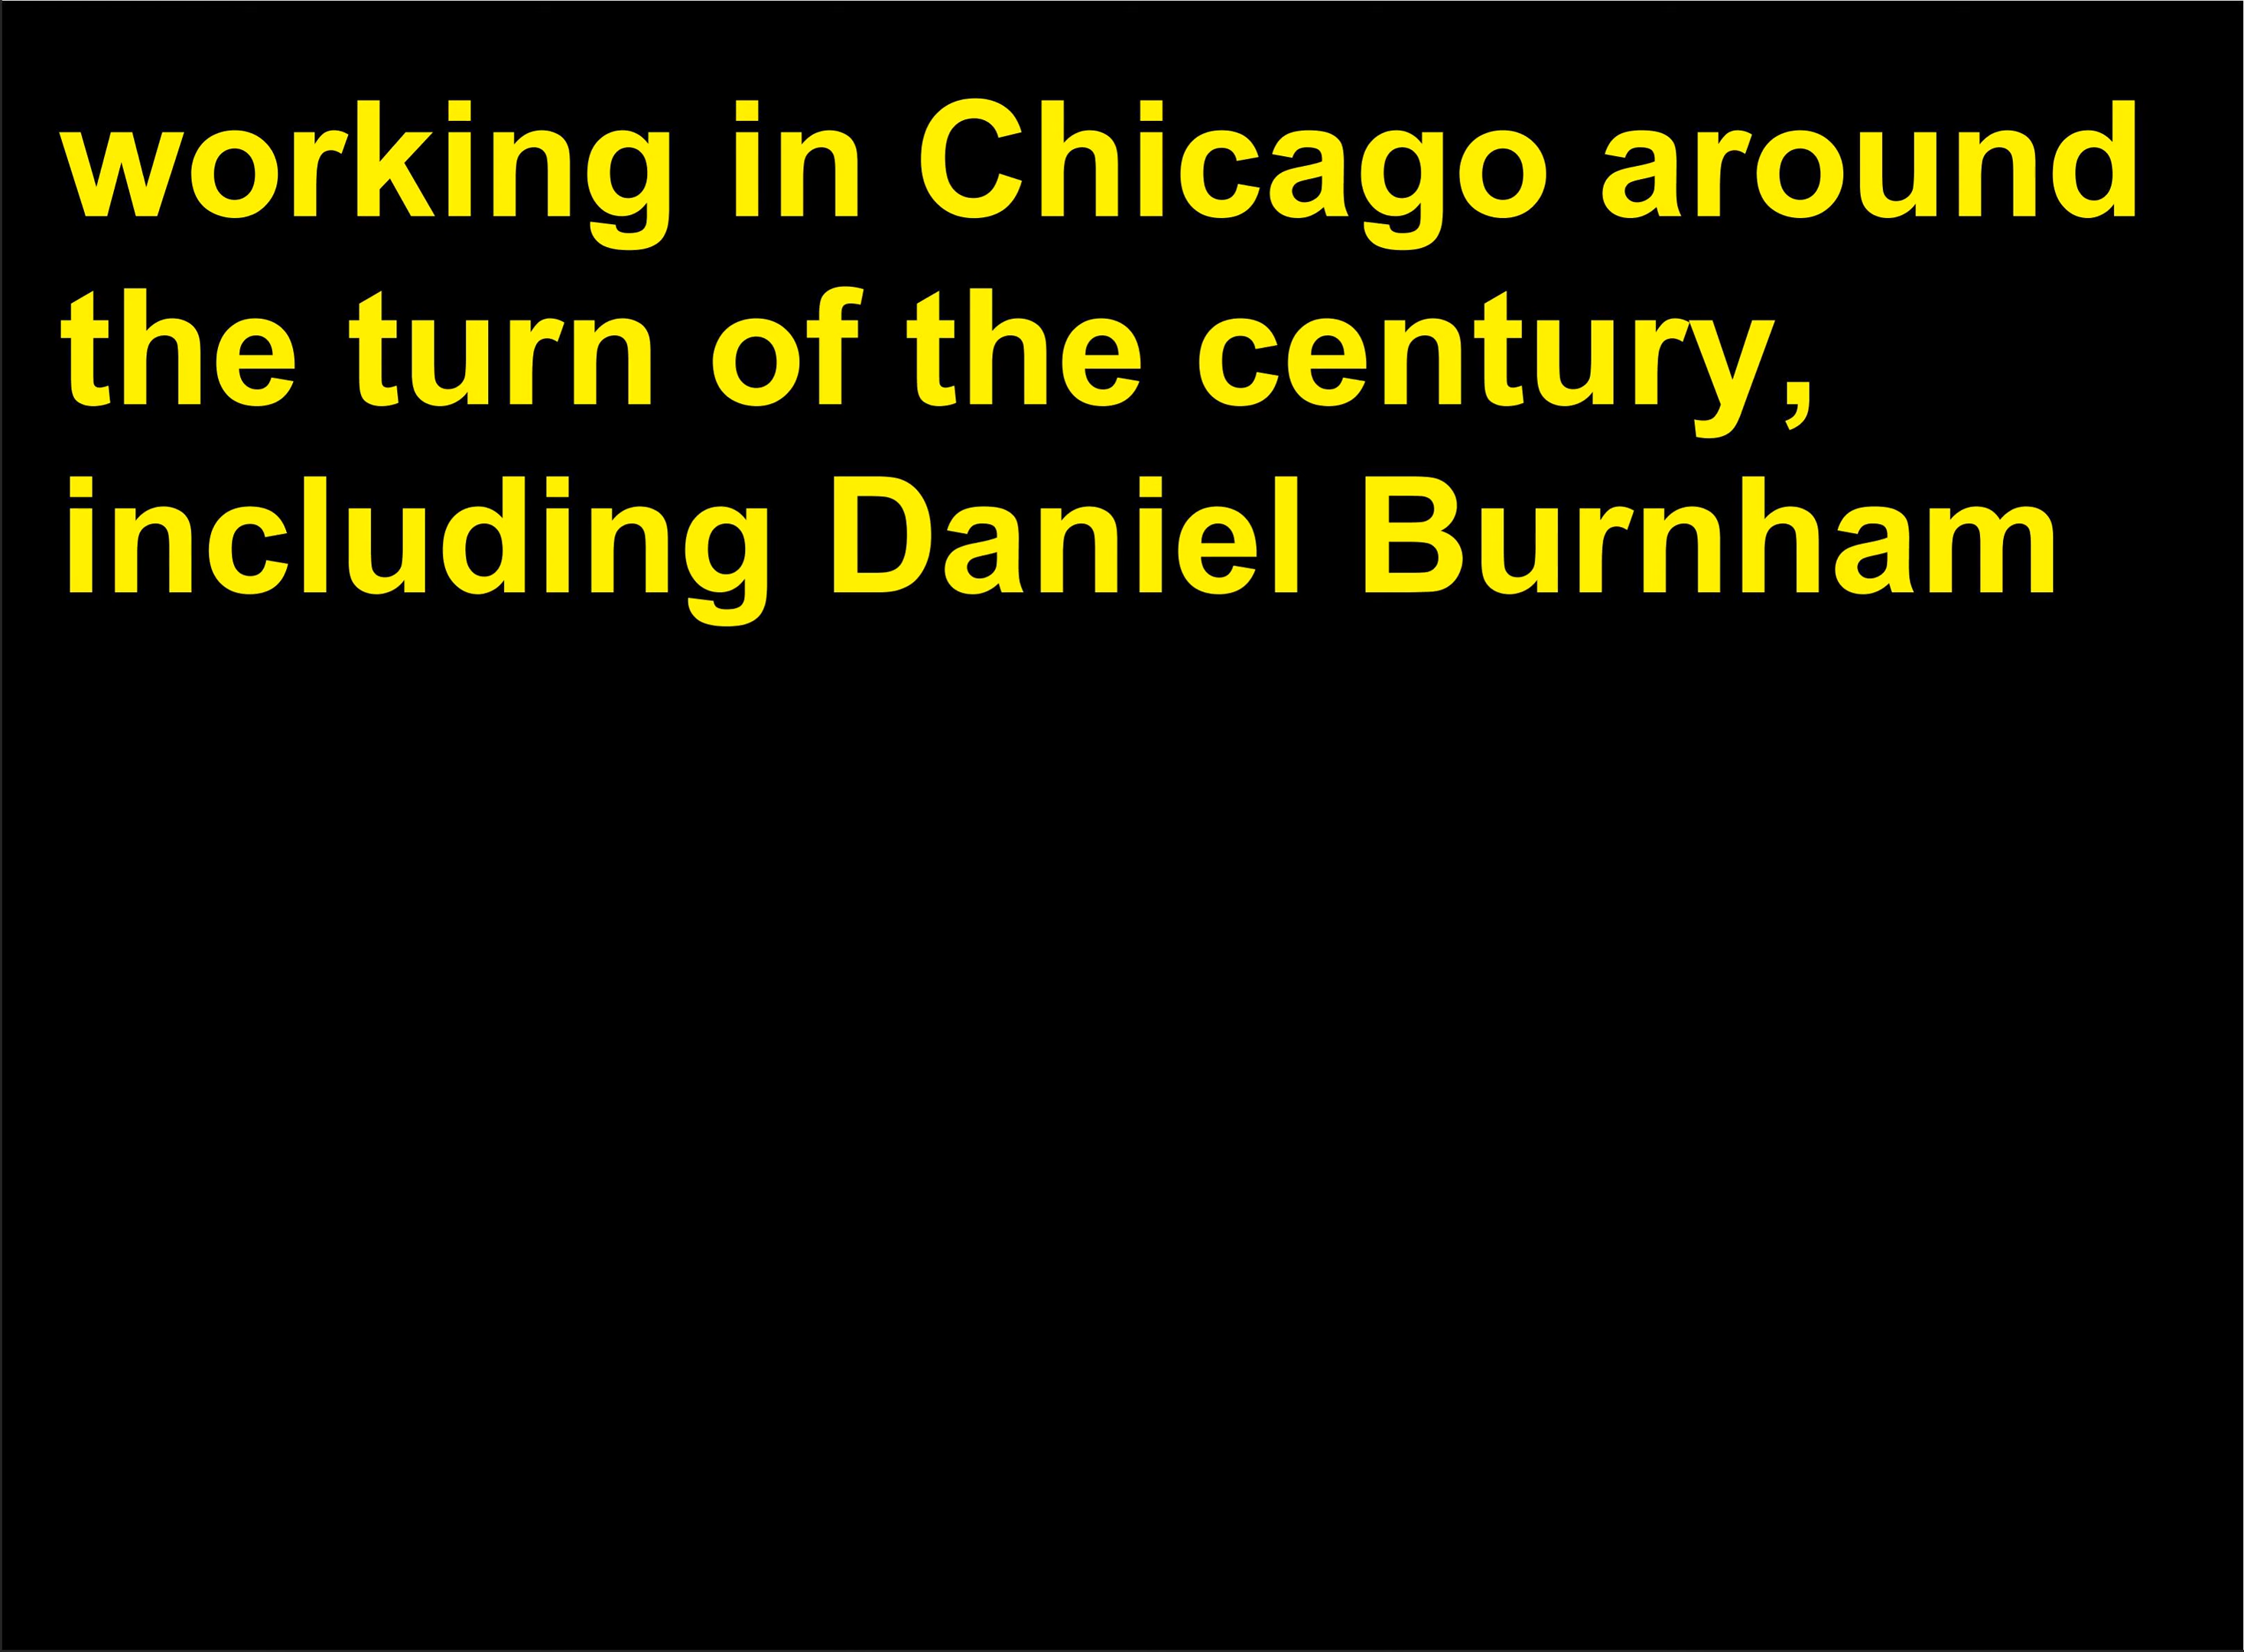 working in Chicago around
the turn of the century,
including Daniel Burnham